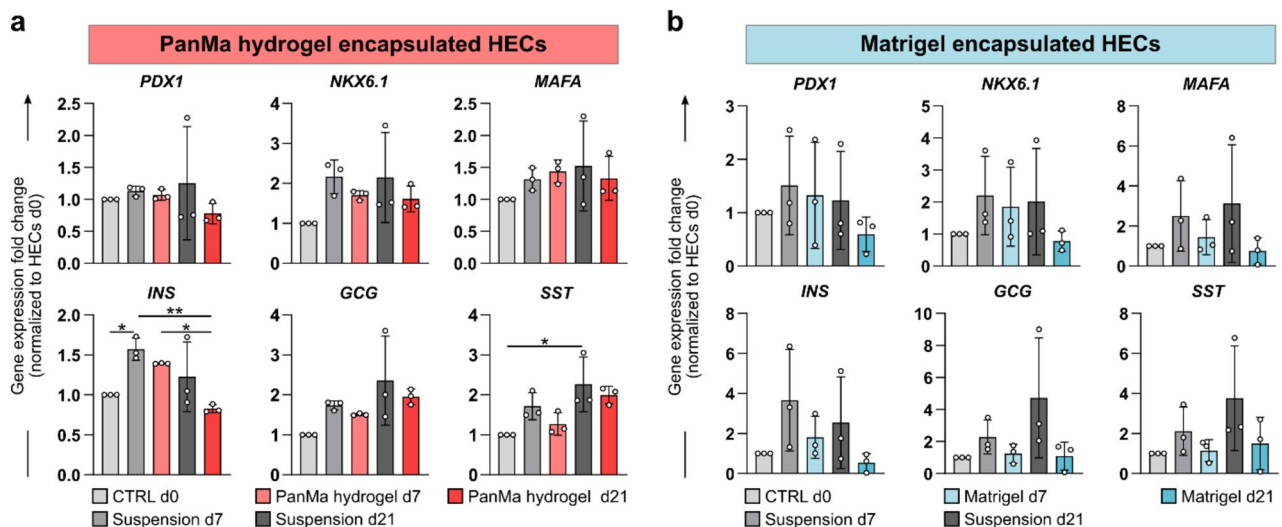 a
PanMa hydrogel encapsulated HECs
Gene expression fold change
(normalized to HECs d0)
PDX1
2.5
2.0
1.5
1.0
0.5
0.0
NKX6.1
4
3
2
1
0
MAFA
2.5
2.0
1.5
1.0
0.5
0.0
INS
2.0
1.5
1.0
0.5
0.0
*
**
*
GCG
4
3
2
1
0
SST
4
3
2
1
0
*
CTRL d0
PanMa hydrogel d7
PanMa hydrogel d21
Suspension d7
Suspension d21
b
Matrigel encapsulated HECs
Gene expression fold change
(normalized to HECs d0)
PDX1
3
2
1
0
NKX6.1
5
4
3
2
1
0
MAFA
8
6
4
2
0
INS
8
6
4
2
0
GCG
10
8
6
4
2
0
SST
8
6
4
2
0
CTRL d0
Matrigel d7
Matrigel d21
Suspension d7
Suspension d21